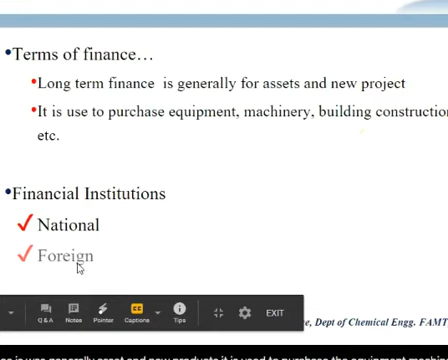 •Terms of finance…
•Long term finance is generally for assets and new project
•It is use to purchase equipment, machinery, building constructio
etc.
•Financial Institutions
✓National
✓Foreign
Q & A Notes Pointer Captions Tips EXIT
e, Dept of Chemical Engg. FAMT